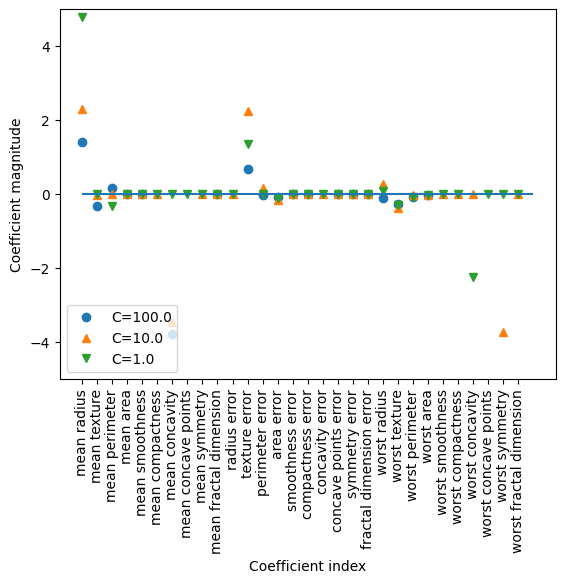 4
2
0
−2
−4
Coefficient magnitude
C=100.0
C=10.0
C=1.0
mean radius
mean texture
mean perimeter
mean area
mean smoothness
mean compactness
mean concavity
mean concave points
mean symmetry
mean fractal dimension
radius error
texture error
perimeter error
area error
smoothness error
compactness error
concavity error
concave points error
symmetry error
fractal dimension error
worst radius
worst texture
worst perimeter
worst area
worst smoothness
worst compactness
worst concavity
worst concave points
worst symmetry
worst fractal dimension
Coefficient index